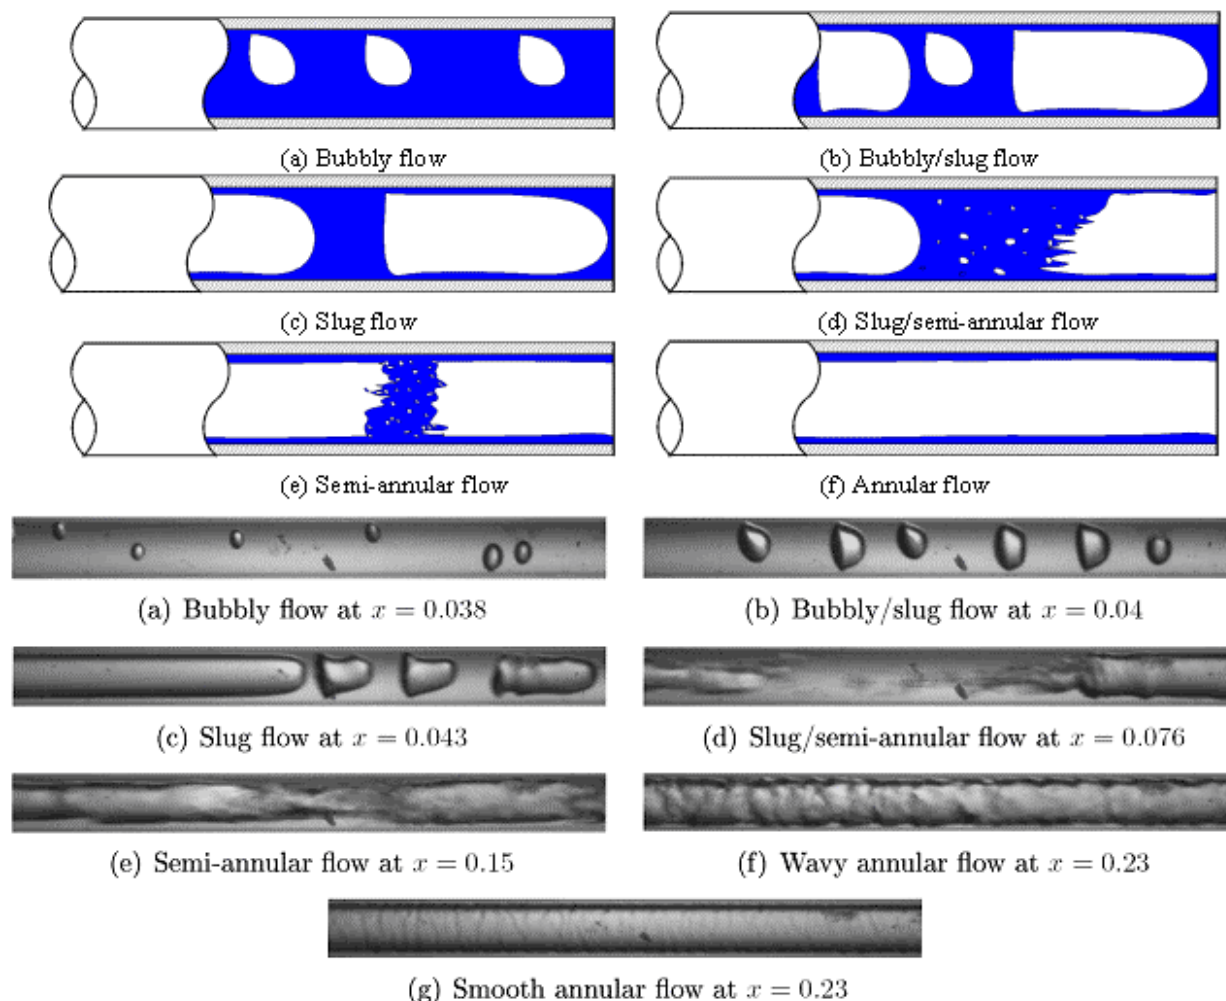 (a) Bubbly flow
(b) Bubbly/slug flow
(c) Slug flow
(d) Slug/semi-annular flow
(e) Semi-annular flow
(f) Annular flow
(a) Bubbly flow at x = 0.038
(b) Bubbly/slug flow at x = 0.04
(c) Slug flow at x = 0.043
(d) Slug/semi-annular flow at x = 0.076
(e) Semi-annular flow at x = 0.15
(f) Wavy annular flow at x = 0.23
(g) Smooth annular flow at x = 0.23